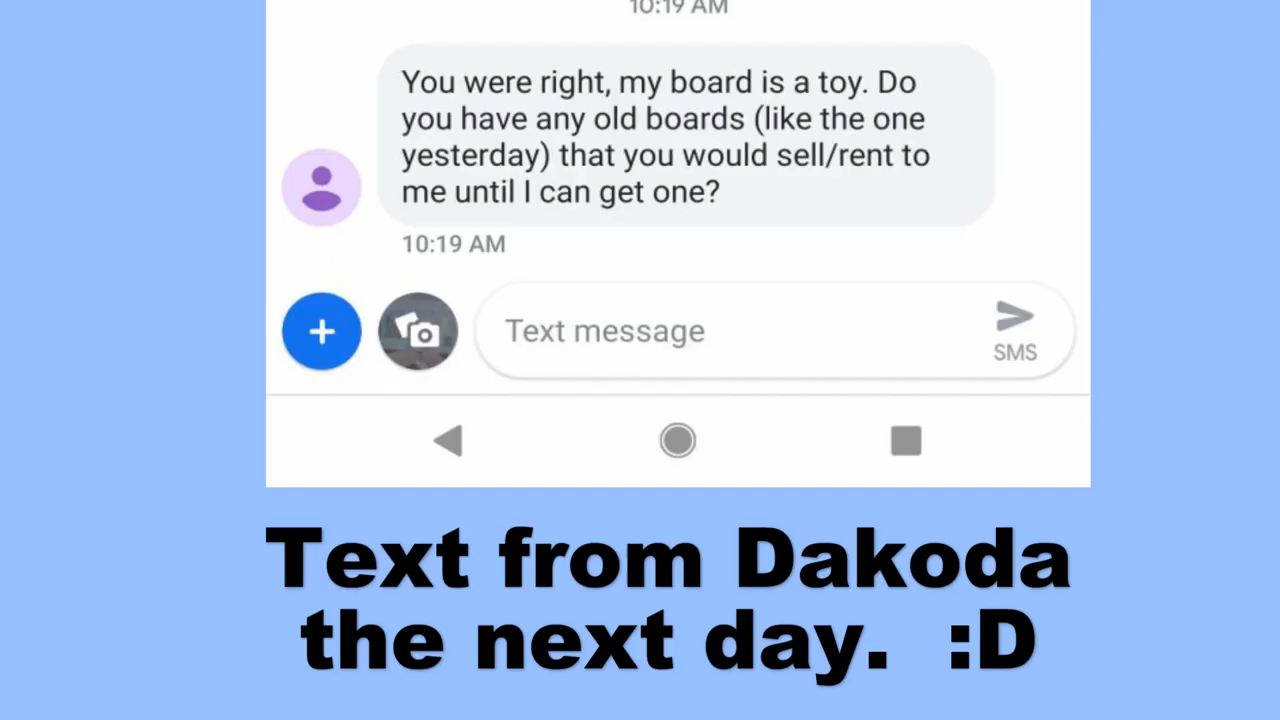 10:19 AM
You were right, my board is a toy. Do
you have any old boards (like the one
yesterday) that you would sell/rent to
me until I can get one?
10:19 AM
Text message
SMS
Text from Dakoda
the next day.  :D